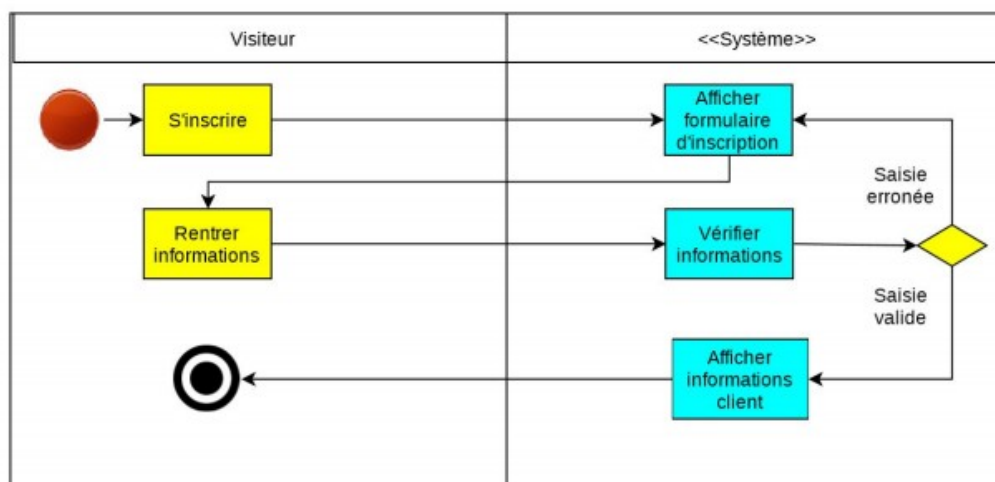 Visiteur
<<Système>>
S'inscrire
Afficher
formulaire
d'inscription
Saisie
erronée
Rentrer
informations
Vérifier
informations
Saisie
valide
Afficher
informations
client